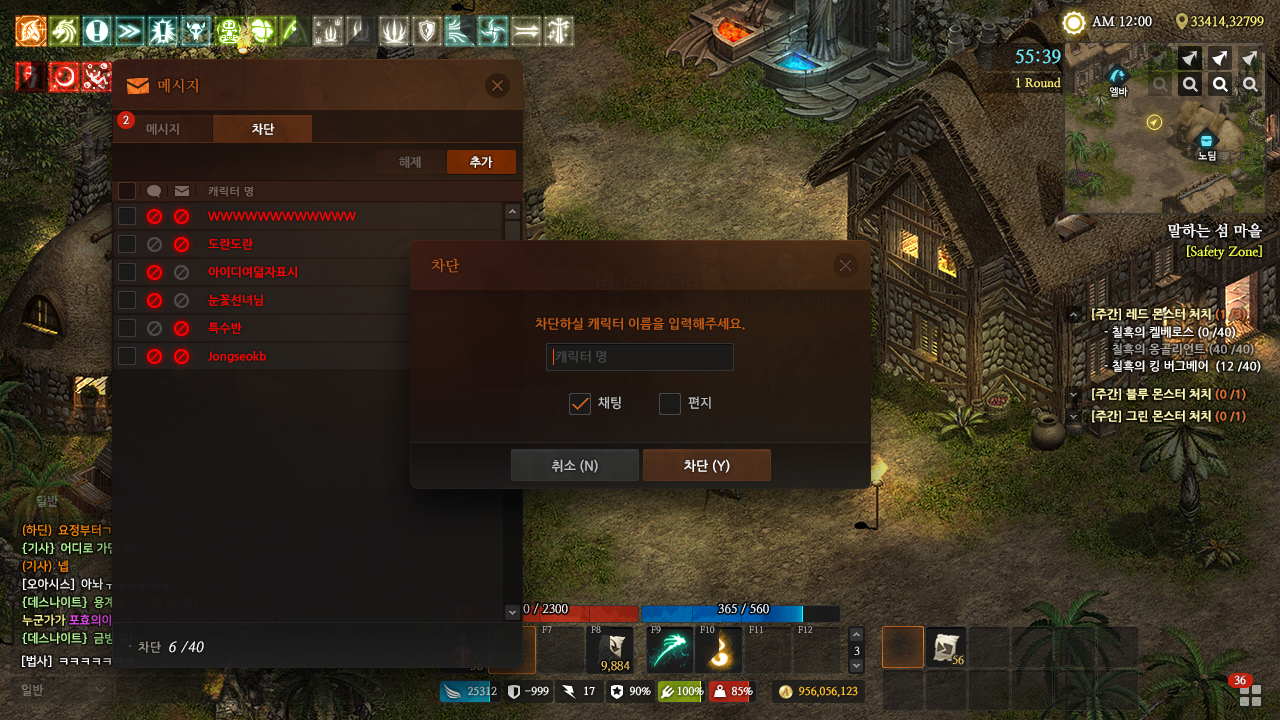 AM 12:00
33414,32799
55:39
1 Round
엘바
노딤
말하는 섬 마을
[Safety Zone]
[주간] 레드 몬스터 처치
- 칠흑의 켈베로스 (0 /40)
- 칠흑의 옹골리언트 (40 /40)
- 칠흑의 킹 버그베어 (12 /40)
[주간] 블루 몬스터 처치 (0 /1)
[주간] 그린 몬스터 처치 (0 /1)
메시지
2
메시지
차단
해제
추가
캐릭터 명
WWWWWWWWWWWW
도란도란
아이디여덟자표시
눈꽃선녀님
특수반
Jongseokb
차단
차단하실 캐릭터 이름을 입력해주세요.
캐릭터 명
채팅
편지
취소 (N)
차단 (Y)
일반
(하딘) 요정부터
{기사} 어디로 가면
(기사) 넵
[오아시스] 아놔
{데스나이트} 용계
누군가가 포효의이
{데스나이트} 금방
[법사] ㅋㅋㅋㅋㅋㅋㅋ
일반
· 차단 6 /40
0 / 2300
365 / 560
F7
F8
F9
F10
F11
F12
9,884
3
56
25312
-999
17
90%
100%
85%
956,056,123
36